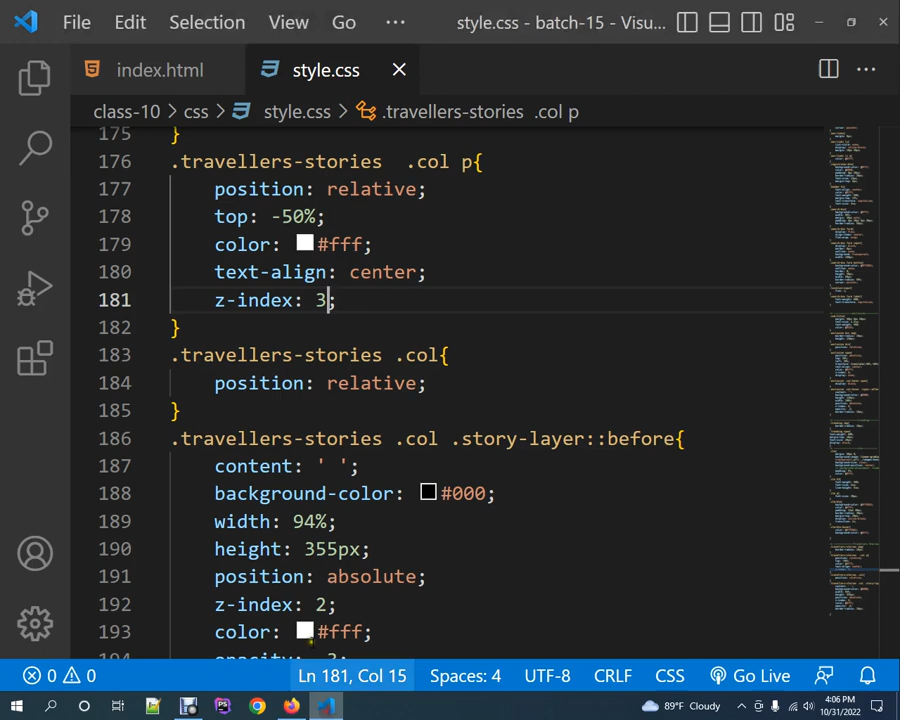 File Edit Selection View Go ··· style.css - batch-15 - Visu...
index.html style.css
class-10 > css > style.css > .travellers-stories .col p
175 }
176 .travellers-stories  .col p{
177 position: relative;
178 top: -50%;
179 color: #fff;
180 text-align: center;
181 z-index: 3;
182 }
183 .travellers-stories .col{
184 position: relative;
185 }
186 .travellers-stories .col .story-layer::before{
187 content: ' ';
188 background-color: #000;
189 width: 94%;
190 height: 355px;
191 position: absolute;
192 z-index: 2;
193 color: #fff;
0 0 Ln 181, Col 15 Spaces: 4 UTF-8 CRLF CSS Go Live
89°F Cloudy 4:06 PM
10/31/2022